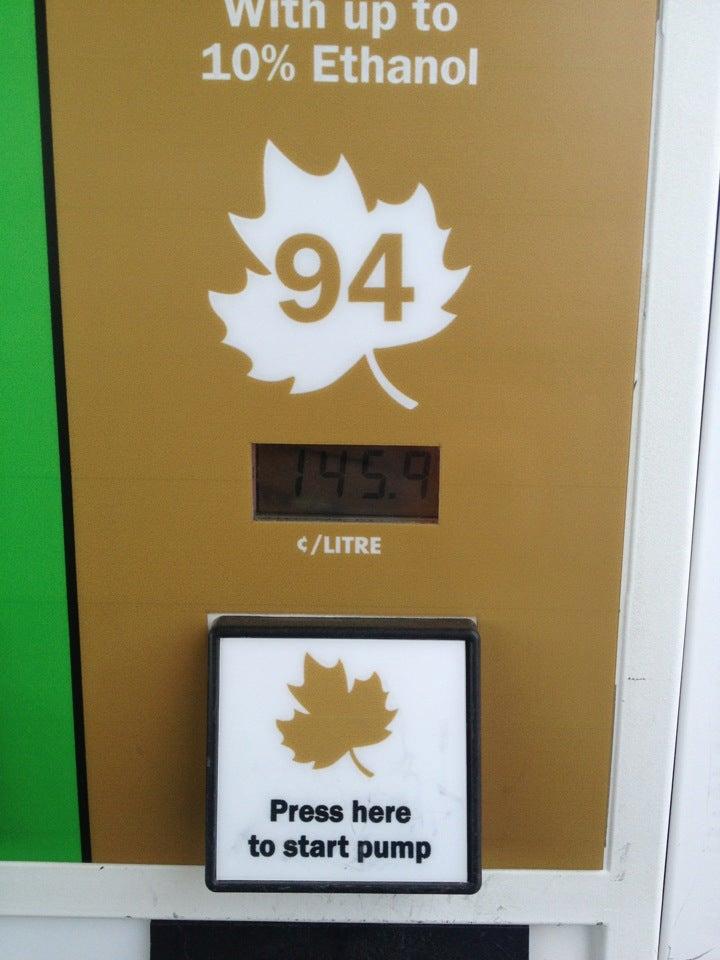 With up to
10% Ethanol
94
145.9
¢/LITRE
Press here
to start pump